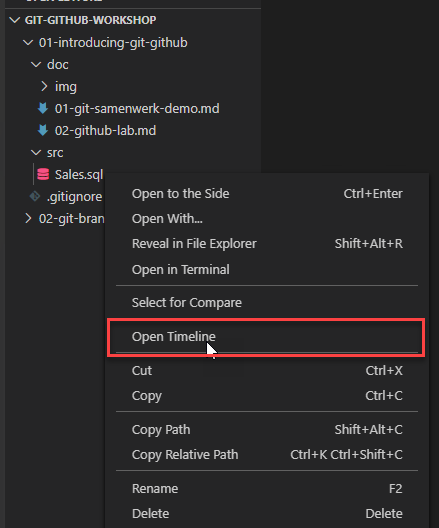 GIT-GITHUB-WORKSHOP
01-introducing-git-github
doc
img
01-git-samenwerk-demo.md
02-github-lab.md
src
Sales.sql
.gitignore
02-git-bran
Open to the Side Ctrl+Enter
Open With...
Reveal in File Explorer Shift+Alt+R
Open in Terminal
Select for Compare
Open Timeline
Cut Ctrl+X
Copy Ctrl+C
Copy Path Shift+Alt+C
Copy Relative Path Ctrl+K Ctrl+Shift+C
Rename F2
Delete Delete